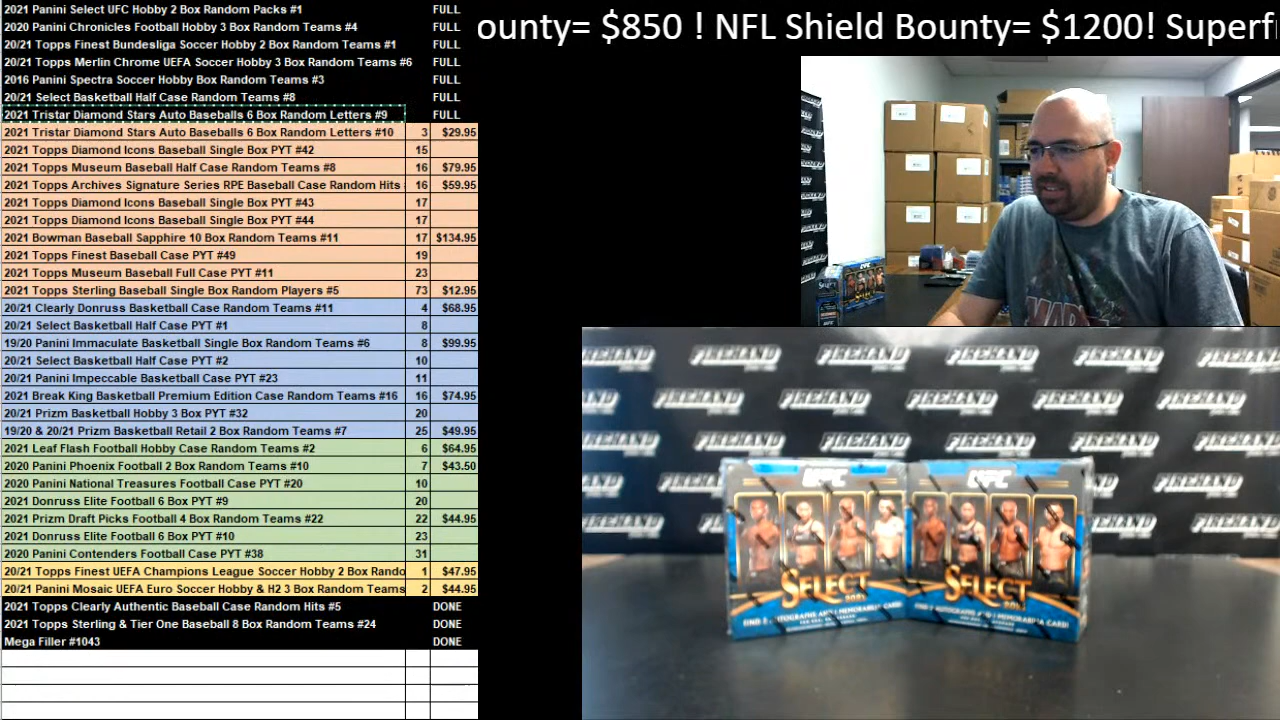 ounty= $850 ! NFL Shield Bounty= $1200! Superf
2021 Panini Select UFC Hobby 2 Box Random Packs #1 FULL
2020 Panini Chronicles Football Hobby 3 Box Random Teams #4 FULL
20/21 Topps Finest Bundesliga Soccer Hobby 2 Box Random Teams #1 FULL
20/21 Topps Merlin Chrome UEFA Soccer Hobby 3 Box Random Teams #6 FULL
2016 Panini Spectra Soccer Hobby Box Random Teams #3 FULL
20/21 Select Basketball Half Case Random Teams #8 FULL
2021 Tristar Diamond Stars Auto Baseballs 6 Box Random Letters #9 FULL
2021 Tristar Diamond Stars Auto Baseballs 6 Box Random Letters #10 3 $29.95
2021 Topps Diamond Icons Baseball Single Box PYT #42 15
2021 Topps Museum Baseball Half Case Random Teams #8 16 $79.95
2021 Topps Archives Signature Series RPE Baseball Case Random Hits 16 $59.95
2021 Topps Diamond Icons Baseball Single Box PYT #43 17
2021 Topps Diamond Icons Baseball Single Box PYT #44 17
2021 Bowman Baseball Sapphire 10 Box Random Teams #11 17 $134.95
2021 Topps Finest Baseball Case PYT #49 19
2021 Topps Museum Baseball Full Case PYT #11 23
2021 Topps Sterling Baseball Single Box Random Players #5 73 $12.95
20/21 Clearly Donruss Basketball Case Random Teams #11 4 $68.95
20/21 Select Basketball Half Case PYT #1 8
19/20 Panini Immaculate Basketball Single Box Random Teams #6 8 $99.95
20/21 Select Basketball Half Case PYT #2 10
20/21 Panini Impeccable Basketball Case PYT #23 11
2021 Break King Basketball Premium Edition Case Random Teams #16 16 $74.95
20/21 Prizm Basketball Hobby 3 Box PYT #32 20
19/20 & 20/21 Prizm Basketball Retail 2 Box Random Teams #7 25 $49.95
2021 Leaf Flash Football Hobby Case Random Teams #2 6 $64.95
2020 Panini Phoenix Football 2 Box Random Teams #10 7 $43.50
2020 Panini National Treasures Football Case PYT #20 10
2021 Donruss Elite Football 6 Box PYT #9 20
2021 Prizm Draft Picks Football 4 Box Random Teams #22 22 $44.95
2021 Donruss Elite Football 6 Box PYT #10 23
2020 Panini Contenders Football Case PYT #38 31
20/21 Topps Finest UEFA Champions League Soccer Hobby 2 Box Rando 1 $47.95
20/21 Panini Mosaic UEFA Euro Soccer Hobby & H2 3 Box Random Teams 2 $44.95
2021 Topps Clearly Authentic Baseball Case Random Hits #5 DONE
2021 Topps Sterling & Tier One Baseball 8 Box Random Teams #24 DONE
Mega Filler #1043 DONE
FIREHAND FIREHAND FIREHAND FIREHAND FIREHAND
UFC UFC
SELECT SELECT
2021 2021